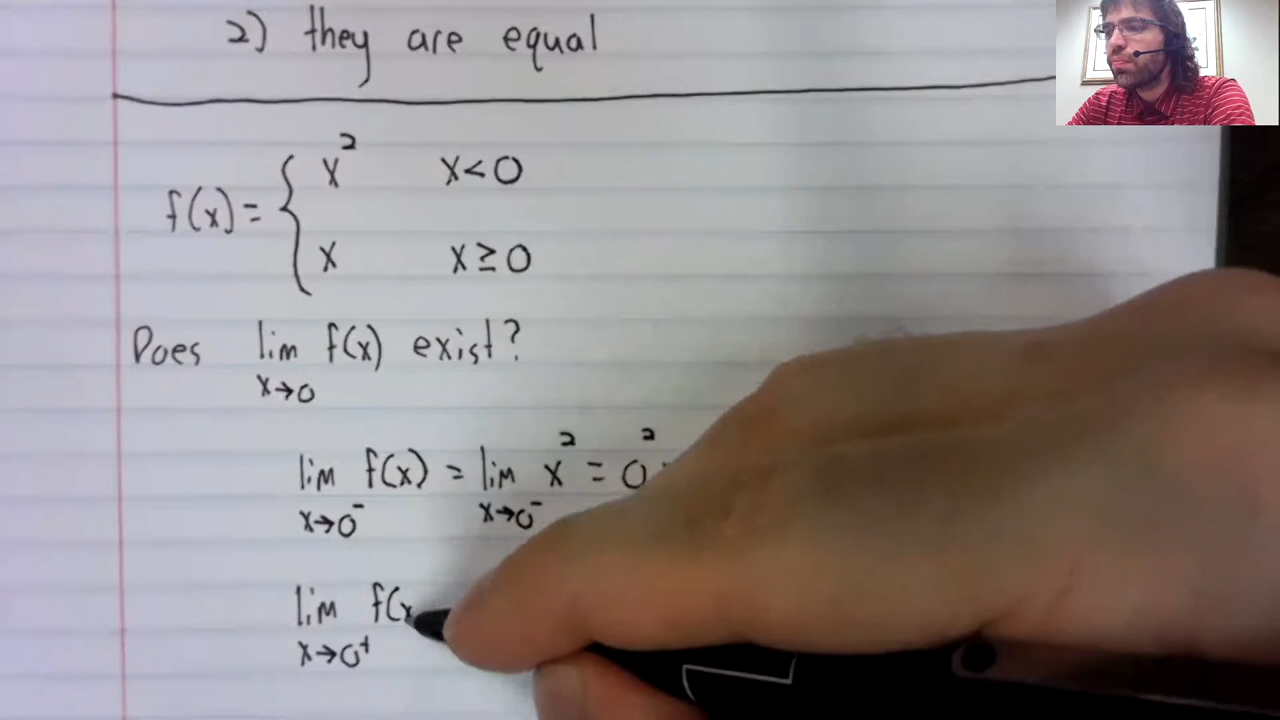 2) they are equal
f(x) = { x² x<0
x x≥0
Does lim f(x) exist?
x→0
lim f(x) = lim x² = 0²
x→0⁻ x→0⁻
lim f(x
x→0⁺